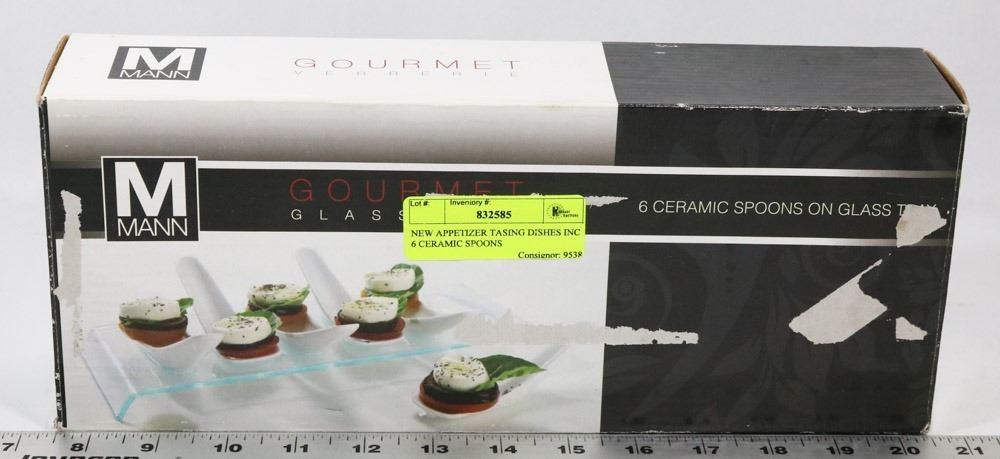 M
MANN
GOURMET
VERRERIE
M
MANN
GOURMET
GLASS
6 CERAMIC SPOONS ON GLASS
Lot #: Inventory #:
832585
NEW APPETIZER TASING DISHES INC
6 CERAMIC SPOONS
Consignor: 9538
7 8 9 10 11 12 13 14 15 16 17 18 19 20 21